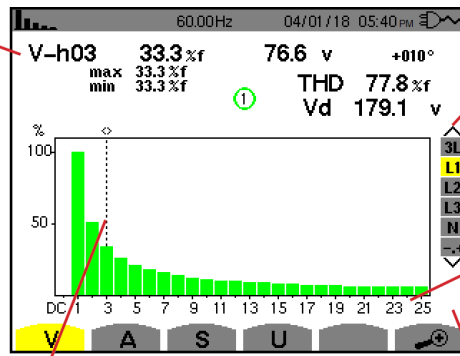 60.00Hz 04/01/18 05:40 PM
V-h03 33.3 %f 76.6 V +010°
max 33.3 %f
min 33.3 %f
THD 77.8 %f
1
Vd 179.1 V
%
100
50
DC 1 3 5 7 9 11 13 15 17 19 21 23 25
3L
L1
L2
L3
N
-.+
V A S U